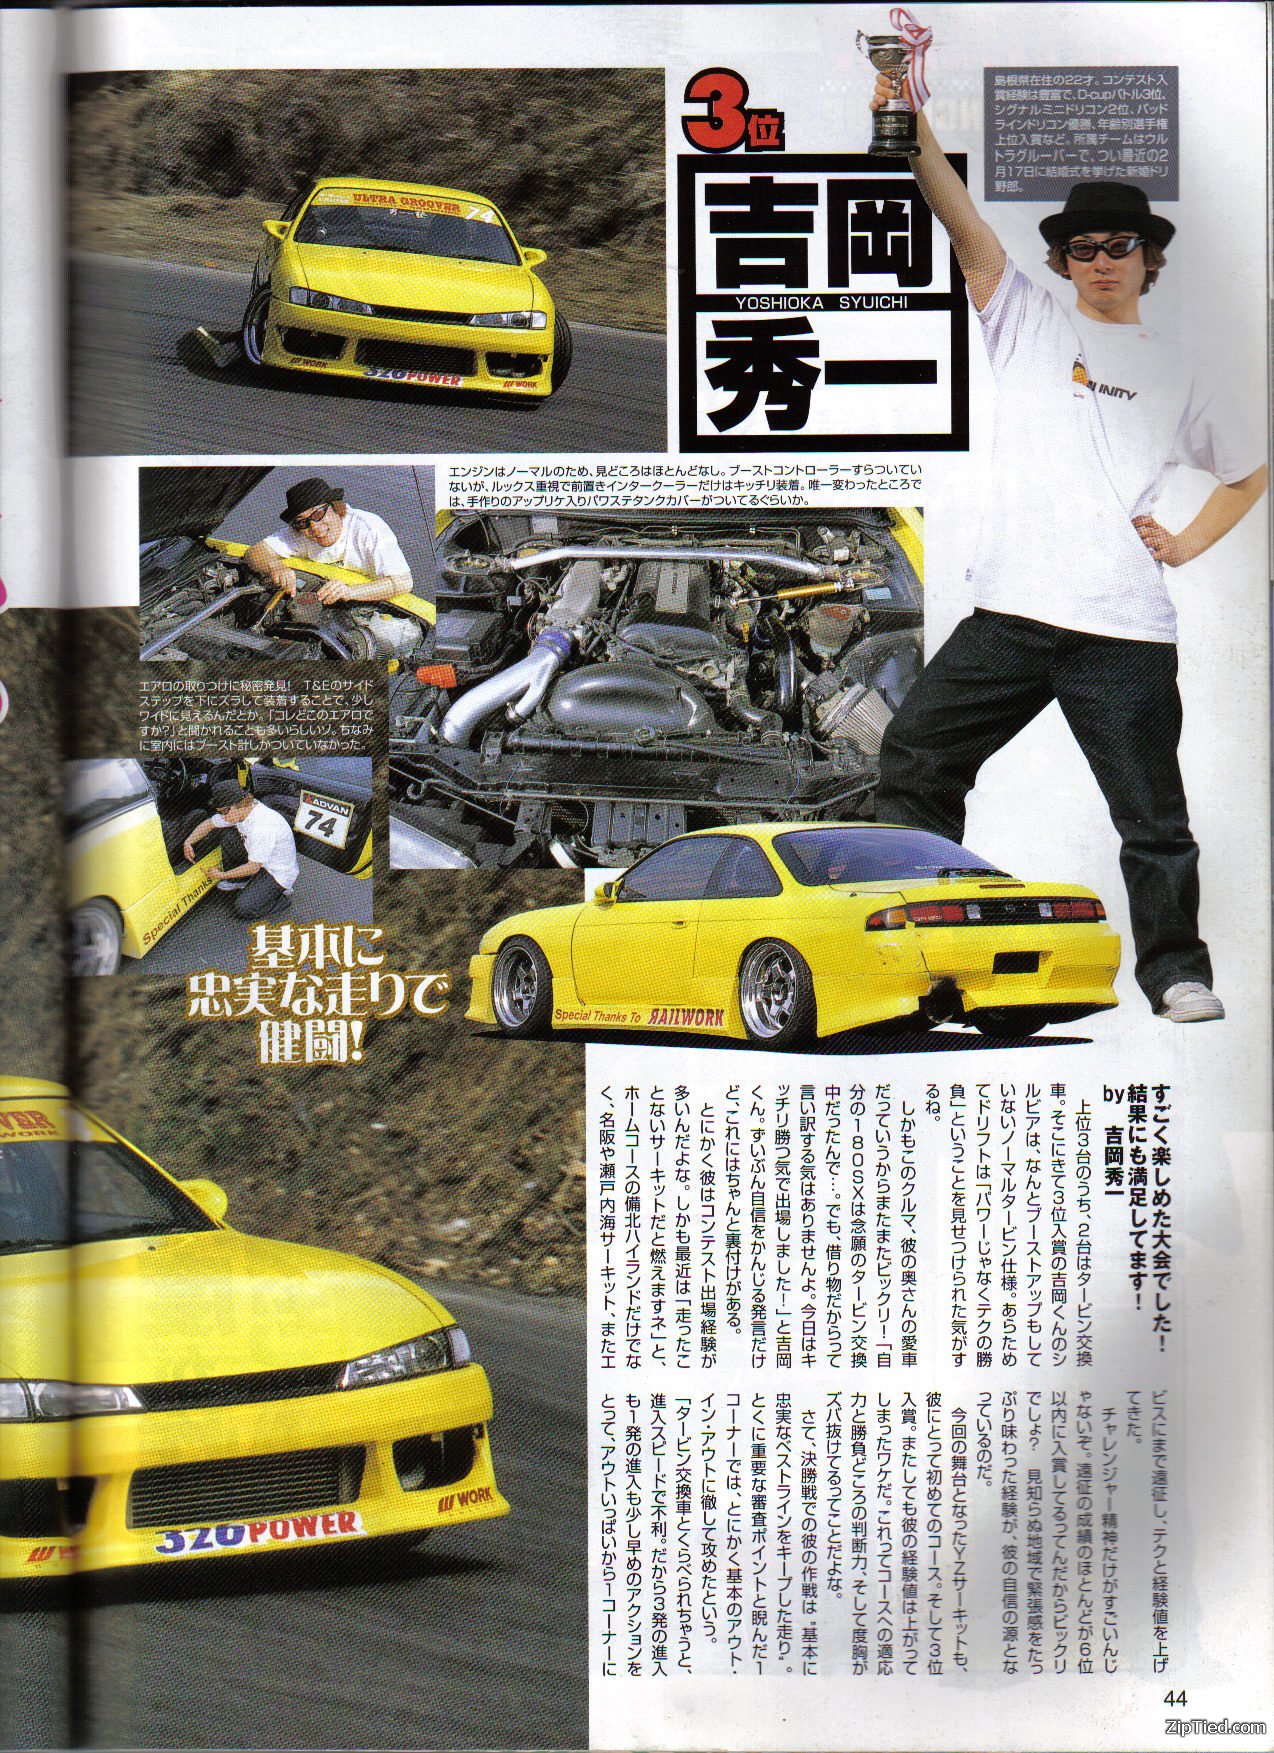 3位
吉岡
YOSHIOKA SYUICHI
秀一
島根県在住の22才。コンテスト入
賞経験は豊富で、D-cupバトル3位、
シグナルミニドリコン2位、バッド
ラインドリコン優勝、年齢別選手権
上位入賞など。所属チームはウル
トラグルーバーで、つい最近の2
月17日に結婚式を挙げた新婚ドリ
野郎。
ULTRA GROOVER
74
WORK
326POWER
WORK
UNITY
エンジンはノーマルのため、見どころはほとんどなし。ブーストコントローラーすらついてい
ないが、ルックス重視で前置きインタークーラーだけはキッチリ装着。唯一変わったところで
は、手作りのアップリケ入りパワステタンクカバーがついてるぐらいか。
エアロの取りつけに秘密発見! T&Eのサイド
ステップを下にズラして装着することで、少し
ワイドに見えるんだとか。「コレどこのエアロで
すか?」と聞かれることも多いらしいゾ。ちなみ
に室内にはブースト計しかついていなかった。
ADVAN
74
Special Thanks
基本に
忠実な走りで
健闘!
Special Thanks To RAIIWORK
すごく楽しめた大会でした!
結果にも満足してます!
by 吉岡秀一
上位3台のうち、2台はタービン交換
車。そこにきて3位入賞の吉岡くんのシ
ルビアは、なんとブーストアップもして
いないノーマルタービン仕様。あらため
てドリフトは「パワーじゃなくテクの勝
負」ということを見せつけられた気がす
るね。
しかもこのクルマ、彼の奥さんの愛車
だっていうからまたまたビックリ!「自
分の180SXは念願のタービン交換
中だったんで…。でも、借り物だからって
言い訳する気はありませんよ。今日はキ
ッチリ勝つ気で出場しました!」と吉岡
くん。ずいぶん自信をかんじる発言だけ
ど、これにはちゃんと裏付けがある。
とにかく彼はコンテスト出場経験が
多いんだよな。しかも最近は「走ったこ
とないサーキットだと燃えますネ」と、
ホームコースの備北ハイランドだけでな
く、名阪や瀬戸内海サーキット、またエ
ビスにまで遠征し、テクと経験値を上げ
てきた。
チャレンジャー精神だけがすごいんじ
ゃないぞ。遠征の成績のほとんどが6位
以内に入賞してるってんだからビックリ
でしょ? 見知らぬ地域で緊張感をたっ
ぷり味わった経験が、彼の自信の源とな
っているのだ。
今回の舞台となったYZサーキットも、
彼にとって初めてのコース。そして3位
入賞。またしても彼の経験値は上がって
しまったワケだ。これってコースへの適応
力と勝負どころの判断力、そして度胸が
ズバ抜けてるってことだよな。
さて、決勝戦での彼の作戦は“基本に
忠実なベストラインをキープした走り”。
とくに重要な審査ポイントと睨んだ1
コーナーでは、とにかく基本のアウト・
イン・アウトに徹して攻めたという。
「タービン交換車とくらべられちゃうと、
進入スピードで不利。だから3発の進入
も1発の進入も少し早めのアクションを
とって、アウトいっぱいから1コーナーに
WORK
326POWER
WORK
44
ZipTied.com